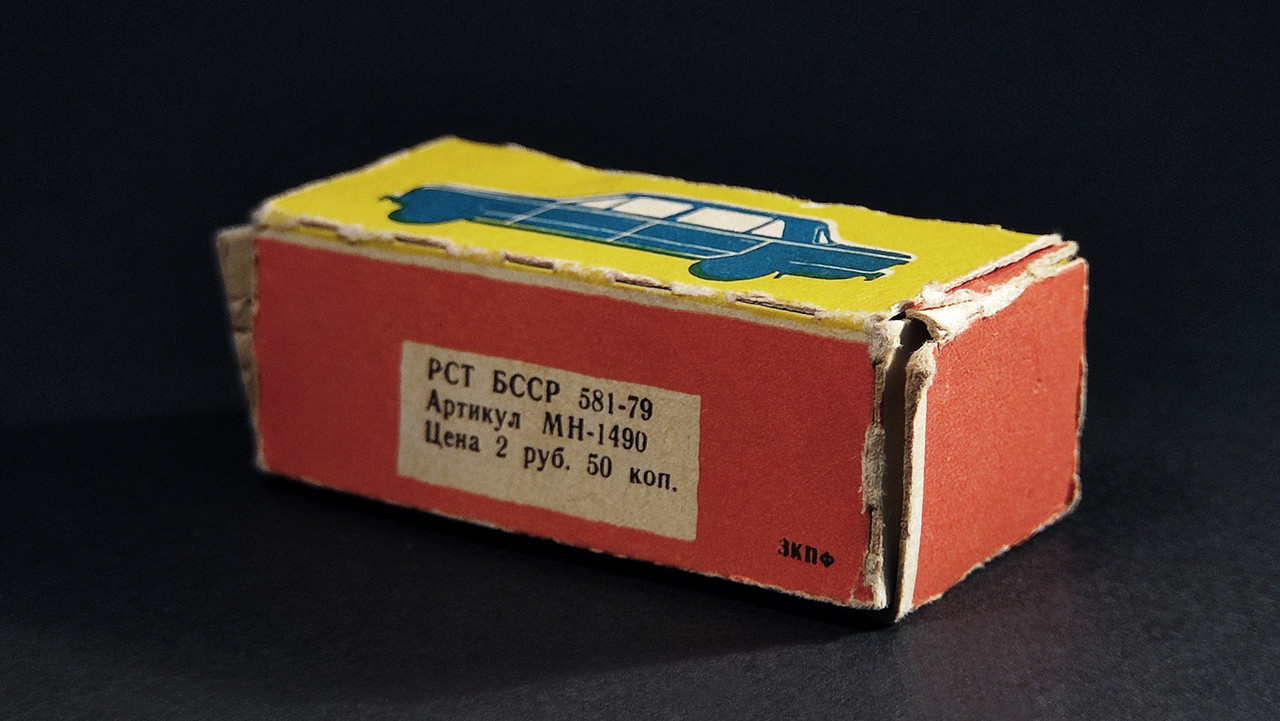 РСТ БССР 581-79
Артикул МН-1490
Цена 2 руб. 50 коп.
ЗКПФ